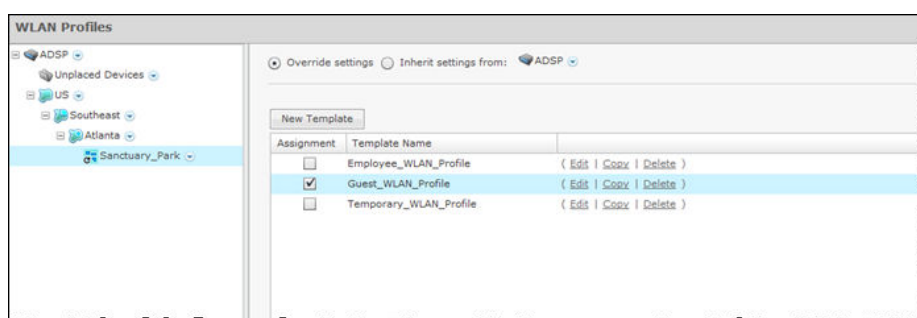 WLAN Profiles
ADSP
Unplaced Devices
US
Southeast
Atlanta
Sanctuary_Park
Override settings Inherit settings from: ADSP
New Template
Assignment Template Name
Employee_WLAN_Profile ( Edit | Copy | Delete )
Guest_WLAN_Profile ( Edit | Copy | Delete )
Temporary_WLAN_Profile ( Edit | Copy | Delete )